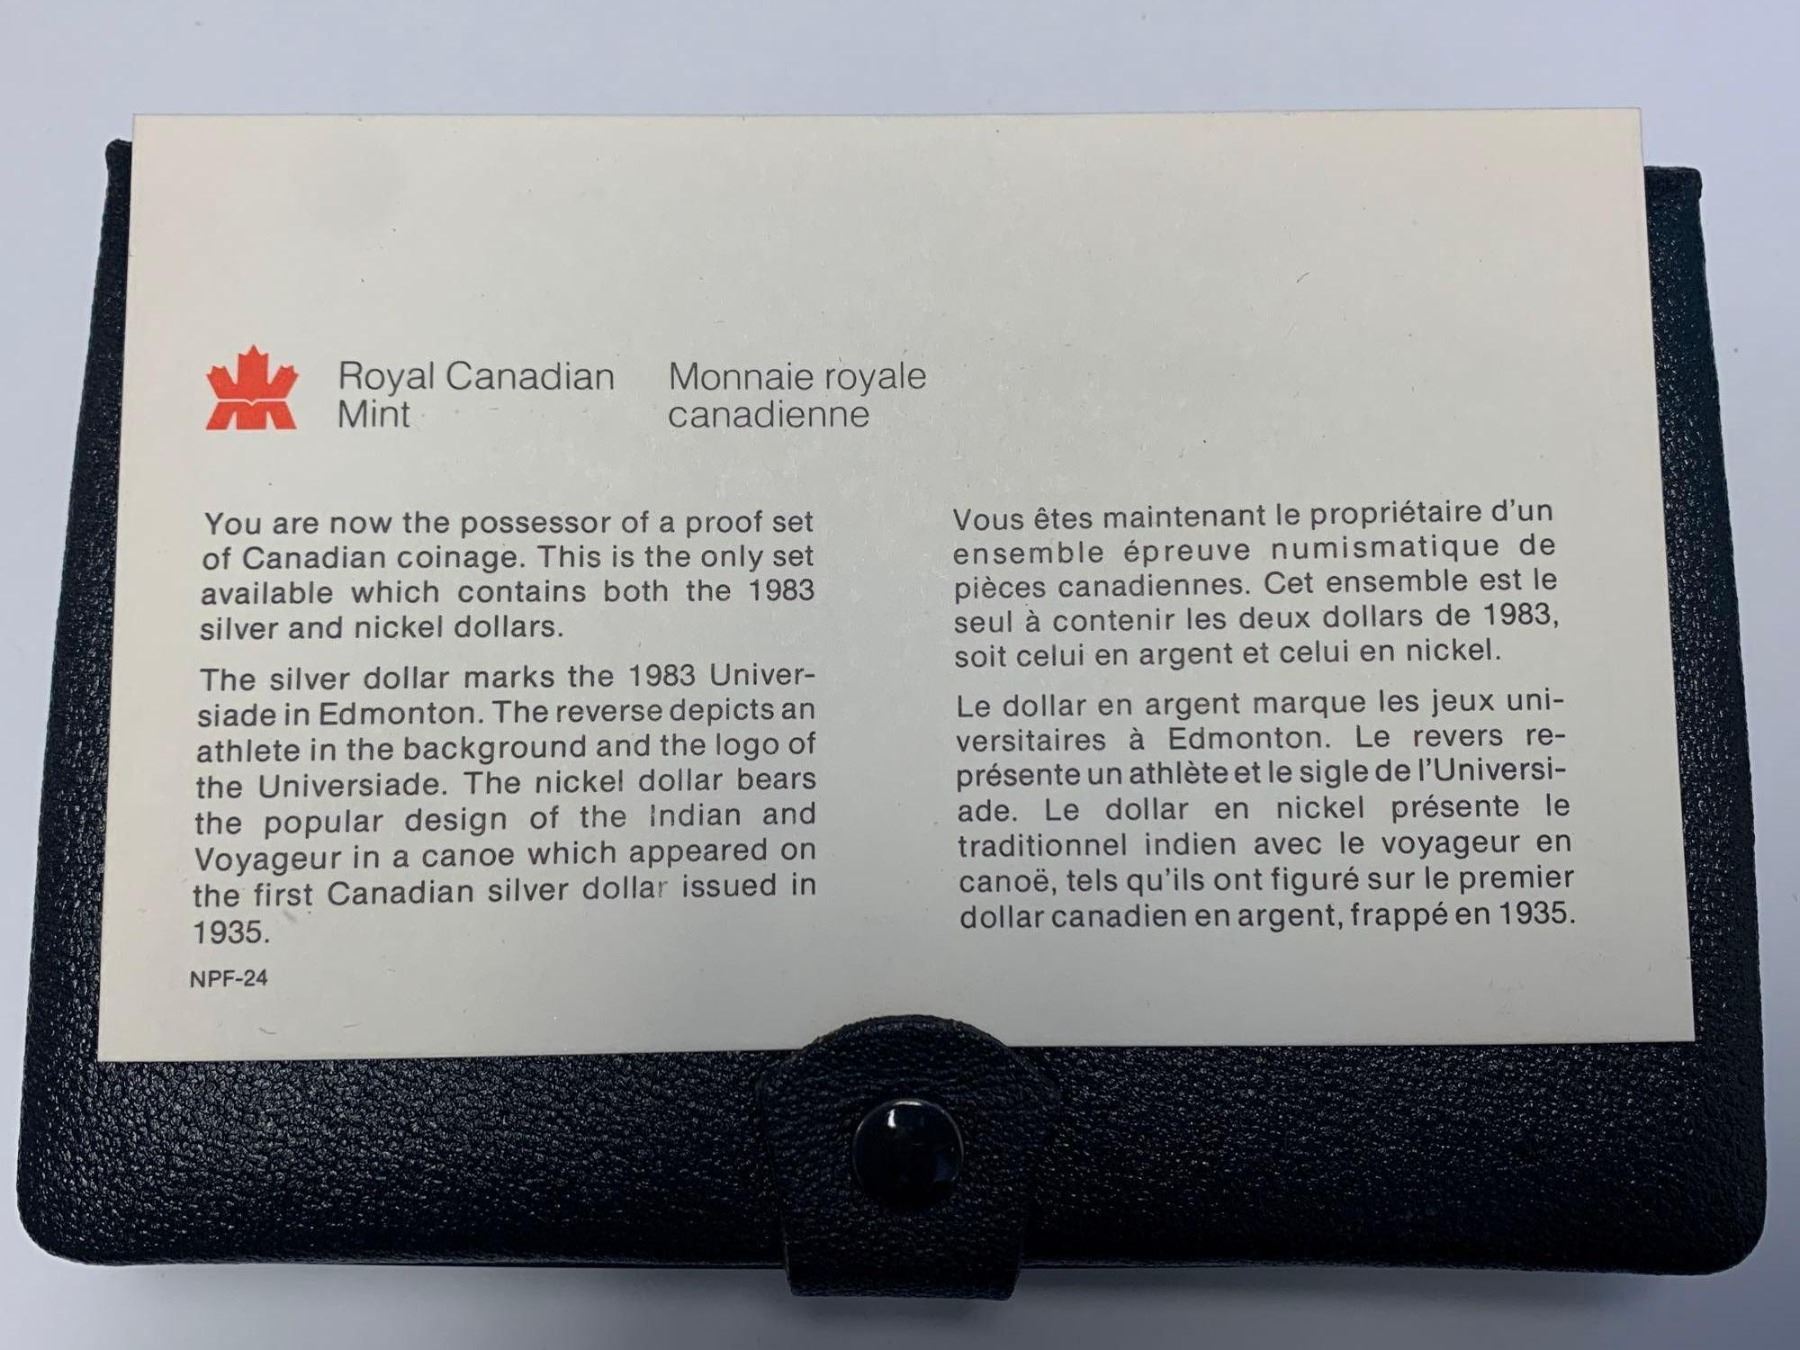 Royal Canadian
Mint
Monnaie royale
canadienne
You are now the possessor of a proof set
of Canadian coinage. This is the only set
available which contains both the 1983
silver and nickel dollars.
The silver dollar marks the 1983 Univer-
siade in Edmonton. The reverse depicts an
athlete in the background and the logo of
the Universiade. The nickel dollar bears
the popular design of the Indian and
Voyageur in a canoe which appeared on
the first Canadian silver dollar issued in
1935.
NPF-24
Vous êtes maintenant le propriétaire d'un
ensemble épreuve numismatique de
pièces canadiennes. Cet ensemble est le
seul à contenir les deux dollars de 1983,
soit celui en argent et celui en nickel.
Le dollar en argent marque les jeux uni-
versitaires à Edmonton. Le revers re-
présente un athlète et le sigle de l'Universi-
ade. Le dollar en nickel présente le
traditionnel indien avec le voyageur en
canoë, tels qu'ils ont figuré sur le premier
dollar canadien en argent, frappé en 1935.